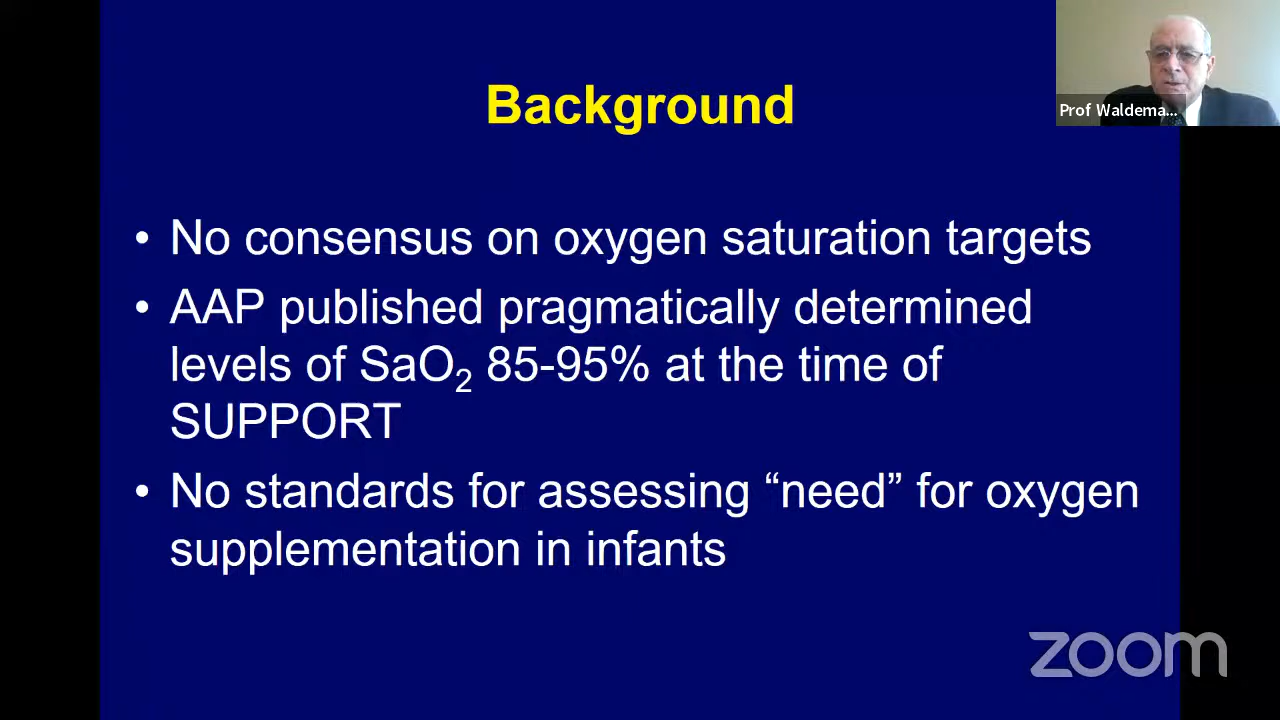 Background
Prof Waldema...
• No consensus on oxygen saturation targets
• AAP published pragmatically determined
levels of SaO₂ 85-95% at the time of
SUPPORT
• No standards for assessing “need” for oxygen
supplementation in infants
zoom